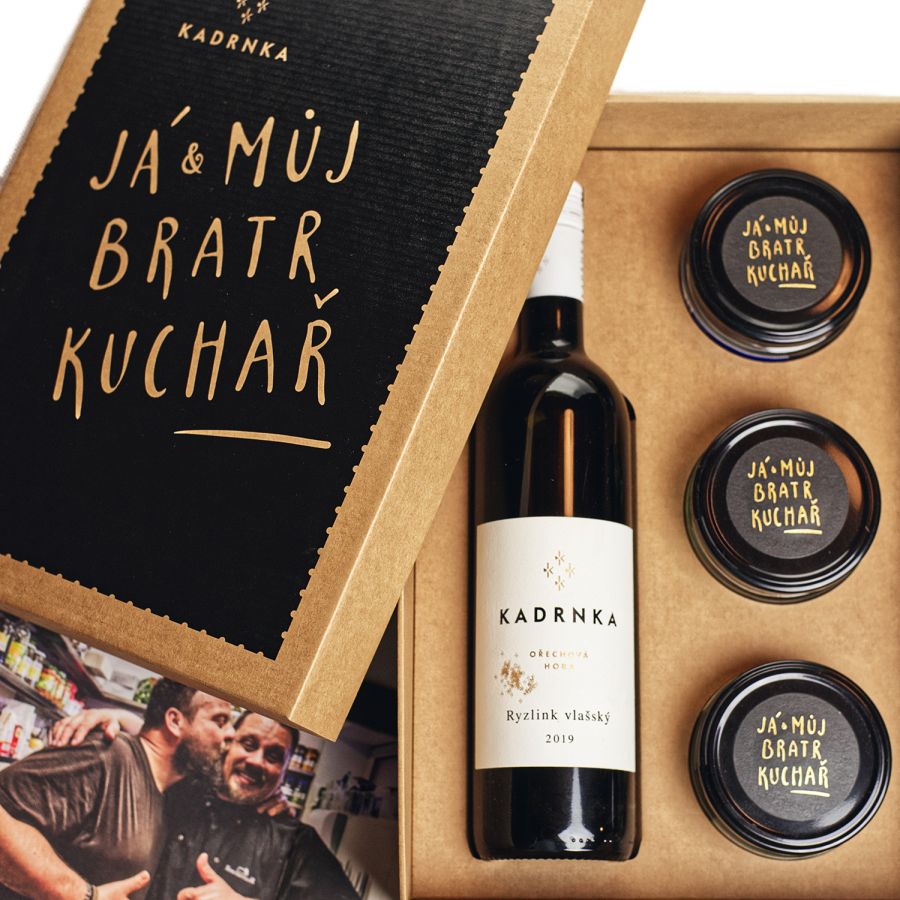 KADRNKA
JÁ & MŮJ
BRATR
KUCHAŘ
KADRNKA
OŘECHOVÁ
HORA
Ryzlink vlašský
2019
JÁ & MŮJ
BRATR
KUCHAŘ
JÁ & MŮJ
BRATR
KUCHAŘ
JÁ & MŮJ
BRATR
KUCHAŘ